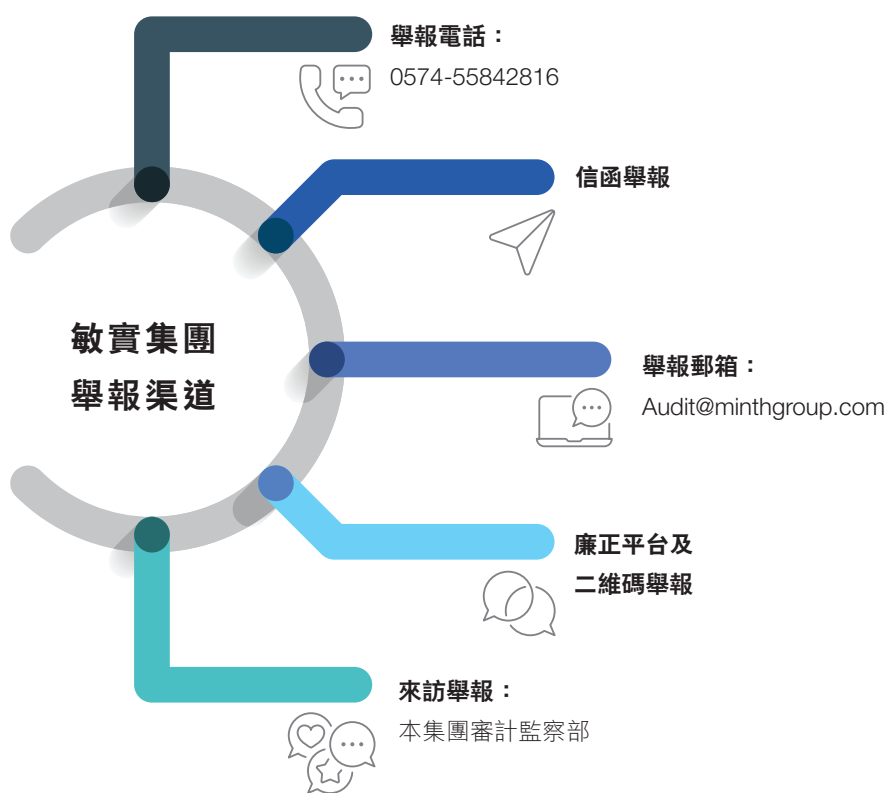 舉報電話：
0574-55842816
信函舉報
敏實集團
舉報渠道
舉報郵箱：
Audit@minthgroup.com
廉正平台及
二維碼舉報
來訪舉報：
本集團審計監察部